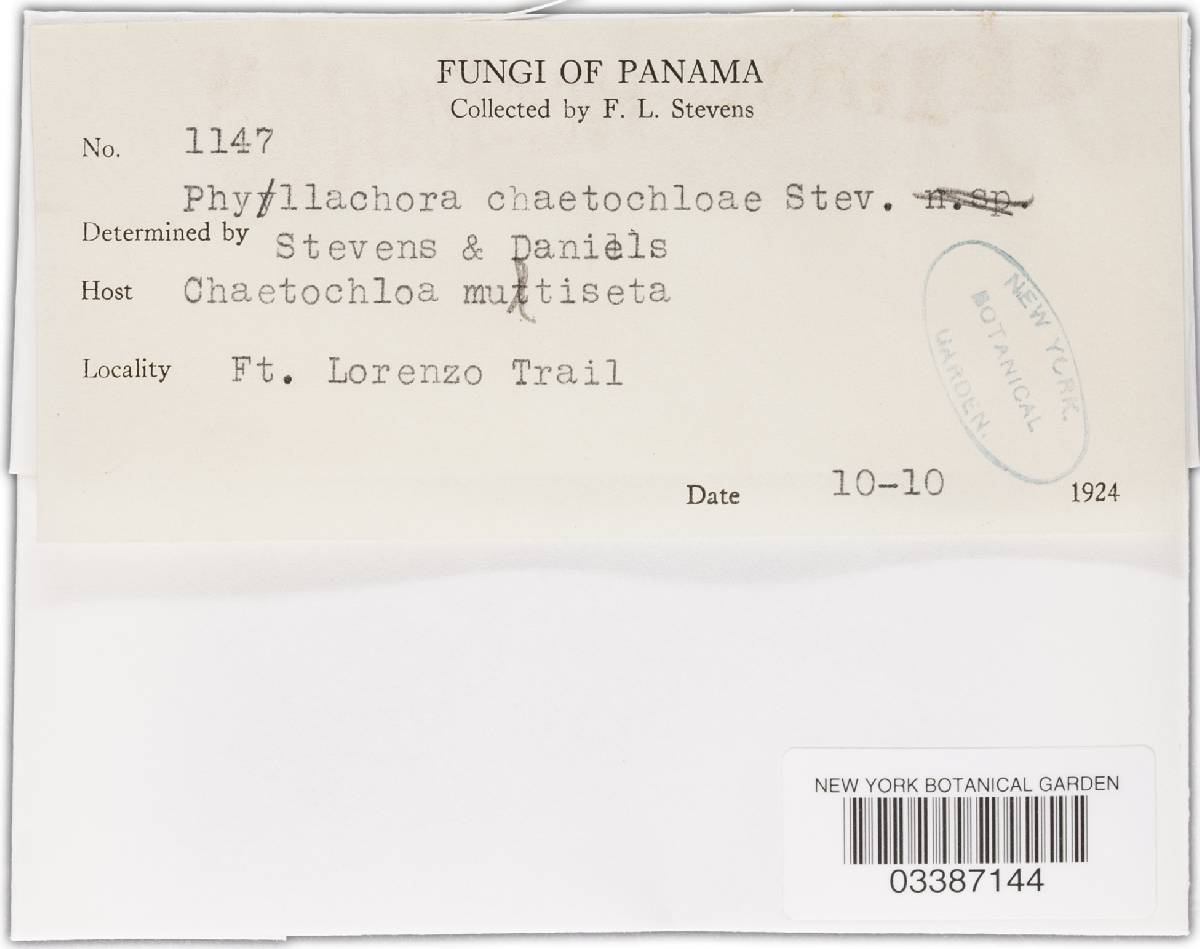 FUNGI OF PANAMA
Collected by F. L. Stevens
No. 1147
Phyllachora chaetochloae Stev. n.sp.
Determined by Stevens & Daniels
Host Chaetochloa multiseta
Locality Ft. Lorenzo Trail
NEW YORK.
BOTANICAL
GARDEN.
Date 10-10 1924
NEW YORK BOTANICAL GARDEN
03387144